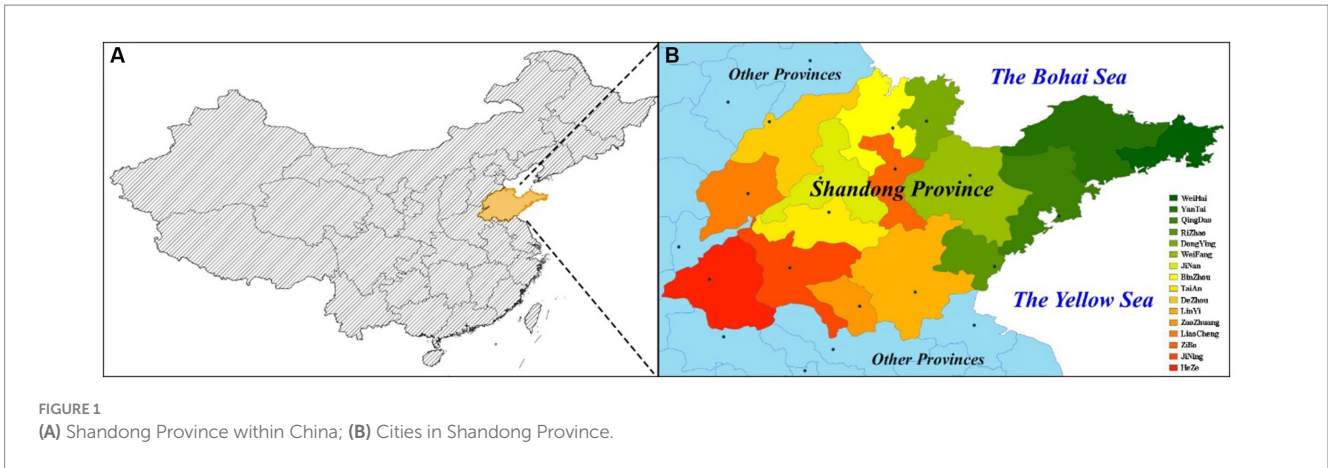 A
B
Other Provinces
The Bohai Sea
Shandong Province
The Yellow Sea
Other Provinces
WeiHai
YanTai
QingDao
RiZhao
DongYing
WeiFang
JiNan
BinZhou
TaiAn
DeZhou
LinYi
ZaoZhuang
LiaoCheng
ZiBo
JiNing
HeZe
FIGURE 1
(A) Shandong Province within China; (B) Cities in Shandong Province.